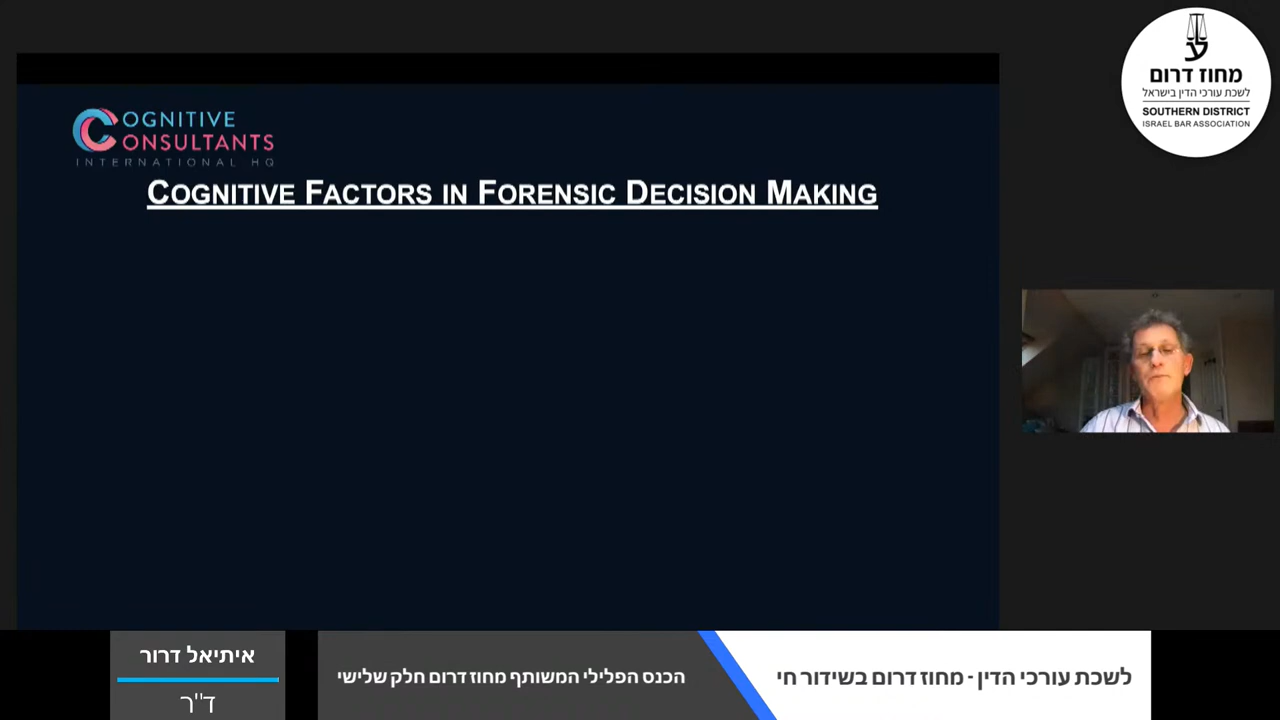 מחוז דרום
לשכת עורכי הדין בישראל
SOUTHERN DISTRICT
ISRAEL BAR ASSOCIATION
COGNITIVE
CONSULTANTS
INTERNATIONAL HQ
COGNITIVE FACTORS IN FORENSIC DECISION MAKING
לשכת עורכי הדין - מחוז דרום בשידור חי
הכנס הפלילי המשותף מחוז דרום חלק שלישי
איתיאל דרור
ד"ר